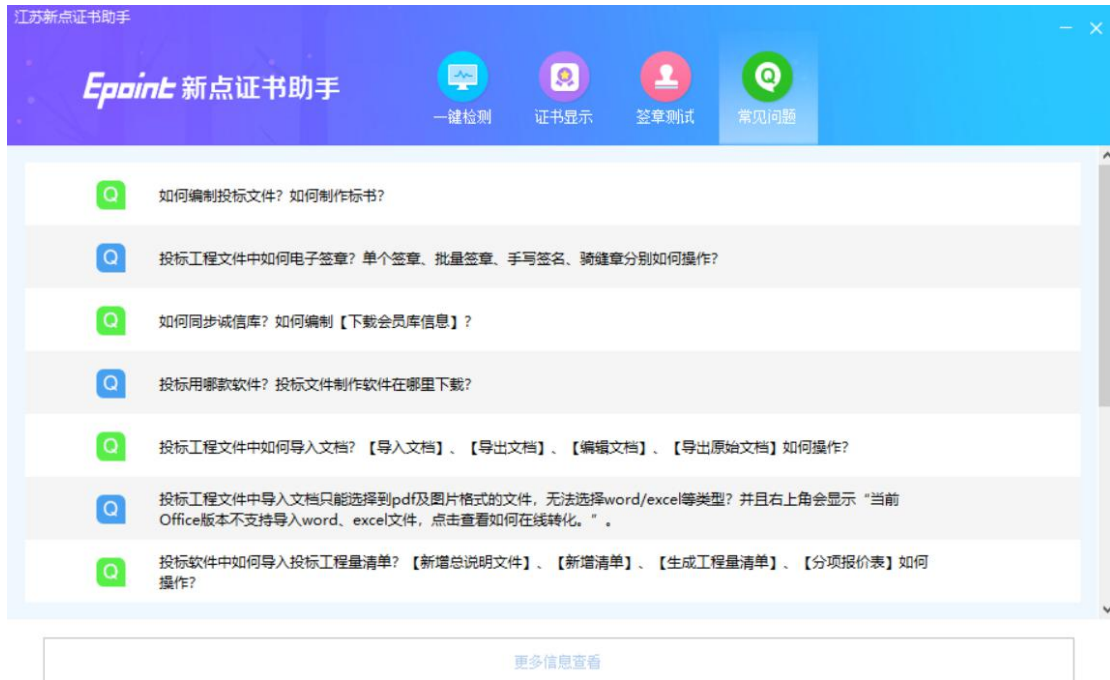 江苏新点证书助手
Epoint 新点证书助手
一键检测
证书显示
签章测试
常见问题
Q 如何编制投标文件？如何制作标书？
Q 投标工程文件中如何电子签章？单个签章、批量签章、手写签名、骑缝章分别如何操作？
Q 如何同步诚信库？如何编制【下载会员库信息】？
Q 投标用哪款软件？投标文件制作软件在哪里下载？
Q 投标工程文件中如何导入文档？【导入文档】、【导出文档】、【编辑文档】、【导出原始文档】如何操作？
Q 投标工程文件中导入文档只能选择到pdf及图片格式的文件，无法选择word/excel等类型？并且右上角会显示“当前
Office版本不支持导入word、excel文件，点击查看如何在线转化。”。
Q 投标软件中如何导入投标工程量清单？【新增总说明文件】、【新增清单】、【生成工程量清单】、【分项报价表】如何
操作？
更多信息查看